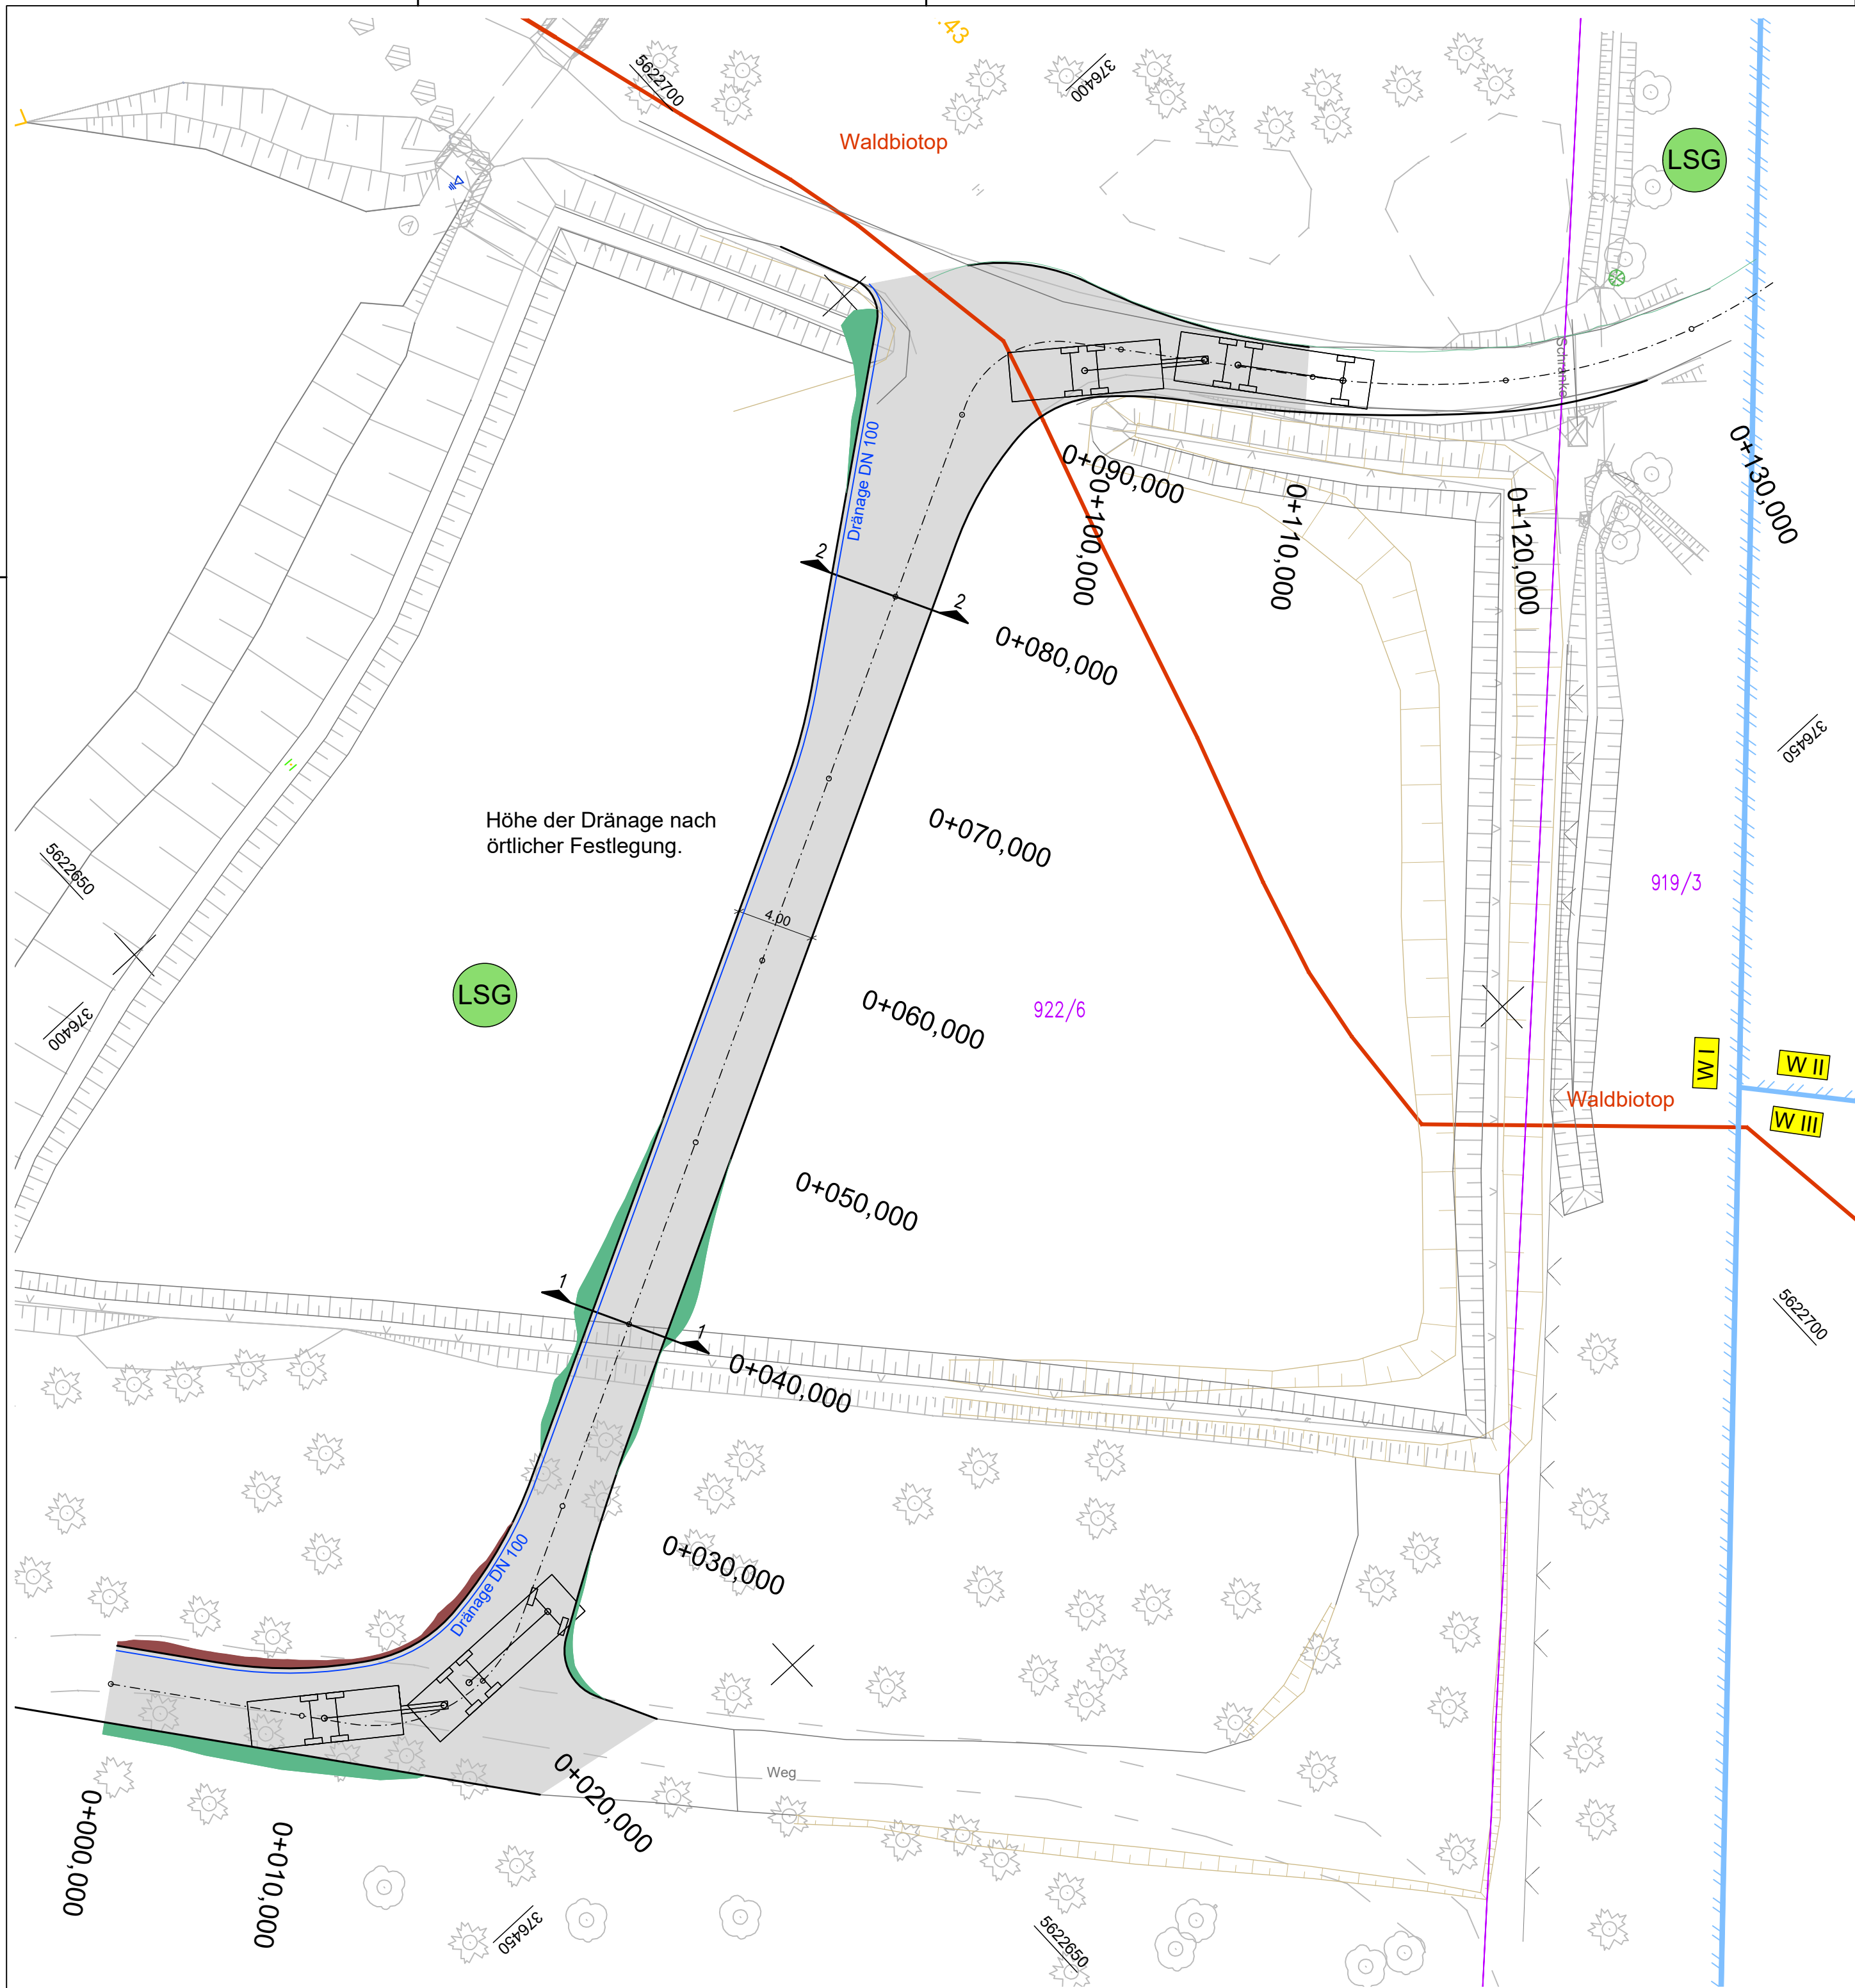 .43
5622700
376400
Waldbiotop
LSG
Schranke
Dränage DN 100
0+090,000
0+100,000
0+110,000
0+120,000
0+130,000
2
2
0+080,000
376450
Höhe der Dränage nach
örtlicher Festlegung.
0+070,000
5622650
919/3
4.00
LSG
376400
0+060,000
922/6
W I
W II
Waldbiotop
W III
0+050,000
1
1
5622700
0+040,000
0+030,000
Dränage DN 100
Weg
0+020,000
0+000,000
0+010,000
376450
5622650